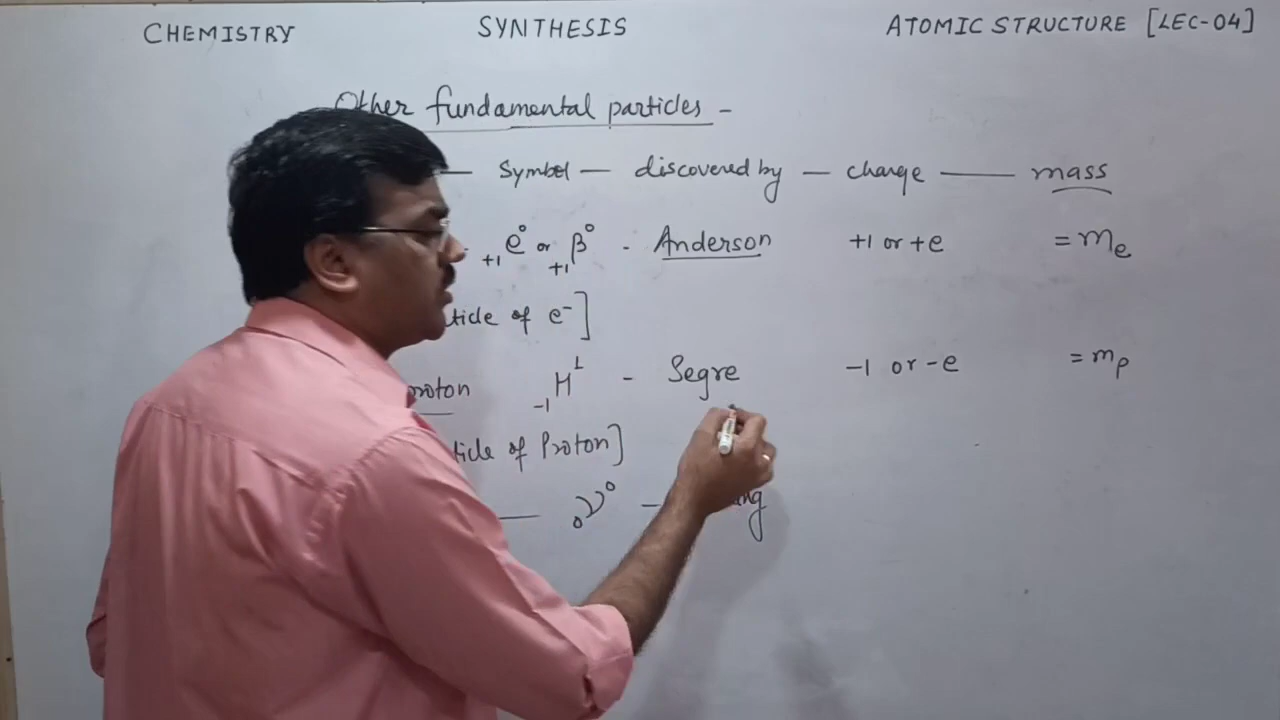 CHEMISTRY SYNTHESIS ATOMIC STRUCTURE [LEC-04]
Other fundamental particles -
— Symbol — discovered by — charge — mass
₊₁e⁰ or ₊₁β⁰ - Anderson +1 or +e = mₑ
ticle of e⁻]
roton ₋₁H¹ - Segre -1 or -e = mₚ
ticle of Proton]
— ₀ν⁰ —